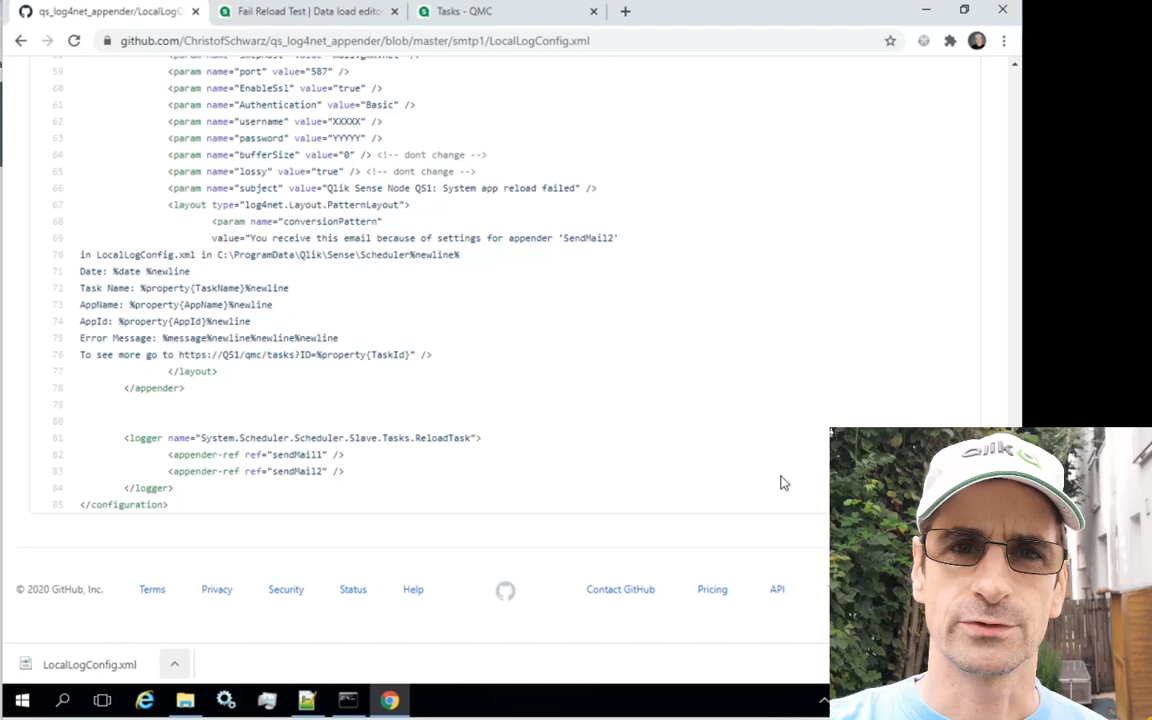 qs_log4net_appender/LocalLogC
Fail Reload Test | Data load edito
Tasks - QMC
github.com/ChristofSchwarz/qs_log4net_appender/blob/master/smtp1/LocalLogConfig.xml
59 <param name="port" value="587" />
60 <param name="EnableSsl" value="true" />
61 <param name="Authentication" value="Basic" />
62 <param name="username" value="XXXXX" />
63 <param name="password" value="YYYYY" />
64 <param name="bufferSize" value="0" /> <!-- dont change -->
65 <param name="lossy" value="true" /> <!-- dont change -->
66 <param name="subject" value="Qlik Sense Node QS1: System app reload failed" />
67 <layout type="log4net.Layout.PatternLayout">
68 <param name="conversionPattern"
69 value="You receive this email because of settings for appender 'SendMail2'
70 in LocalLogConfig.xml in C:\ProgramData\Qlik\Sense\Scheduler%newline%
71 Date: %date %newline
72 Task Name: %property{TaskName}%newline
73 AppName: %property{AppName}%newline
74 AppId: %property{AppId}%newline
75 Error Message: %message%newline%newline%newline
76 To see more go to https://QS1/qmc/tasks?ID=%property{TaskId}" />
77 </layout>
78 </appender>
79
80
81 <logger name="System.Scheduler.Scheduler.Slave.Tasks.ReloadTask">
82 <appender-ref ref="sendMail1" />
83 <appender-ref ref="sendMail2" />
84 </logger>
85 </configuration>
© 2020 GitHub, Inc. Terms Privacy Security Status Help Contact GitHub Pricing API
LocalLogConfig.xml
qlik